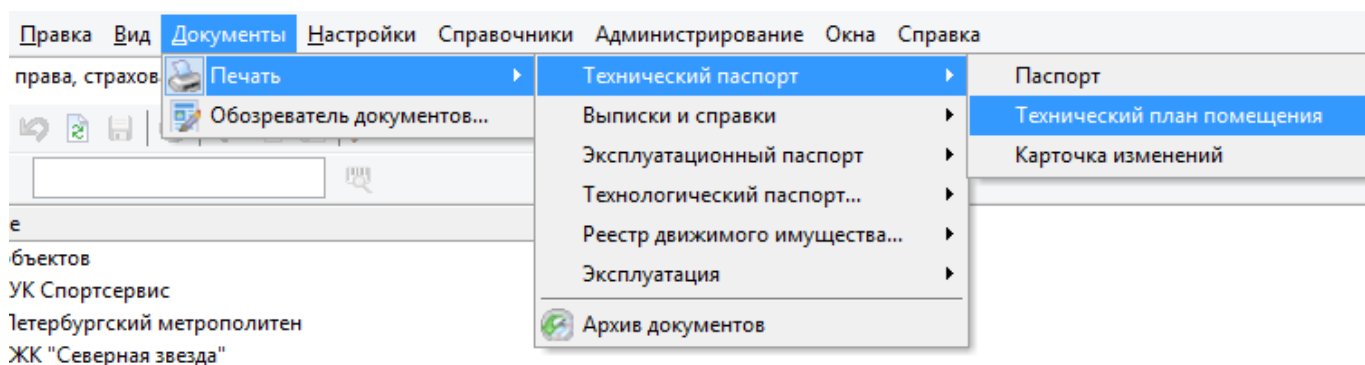 Правка Вид Документы Настройки Справочники Администрирование Окна Справка
права, страхов
Печать
Обозреватель документов...
Технический паспорт
Выписки и справки
Эксплуатационный паспорт
Технологический паспорт...
Реестр движимого имущества...
Эксплуатация
Архив документов
Паспорт
Технический план помещения
Карточка изменений
е
бъектов
УК Спортсервис
Петербургский метрополитен
ЖК "Северная звезда"